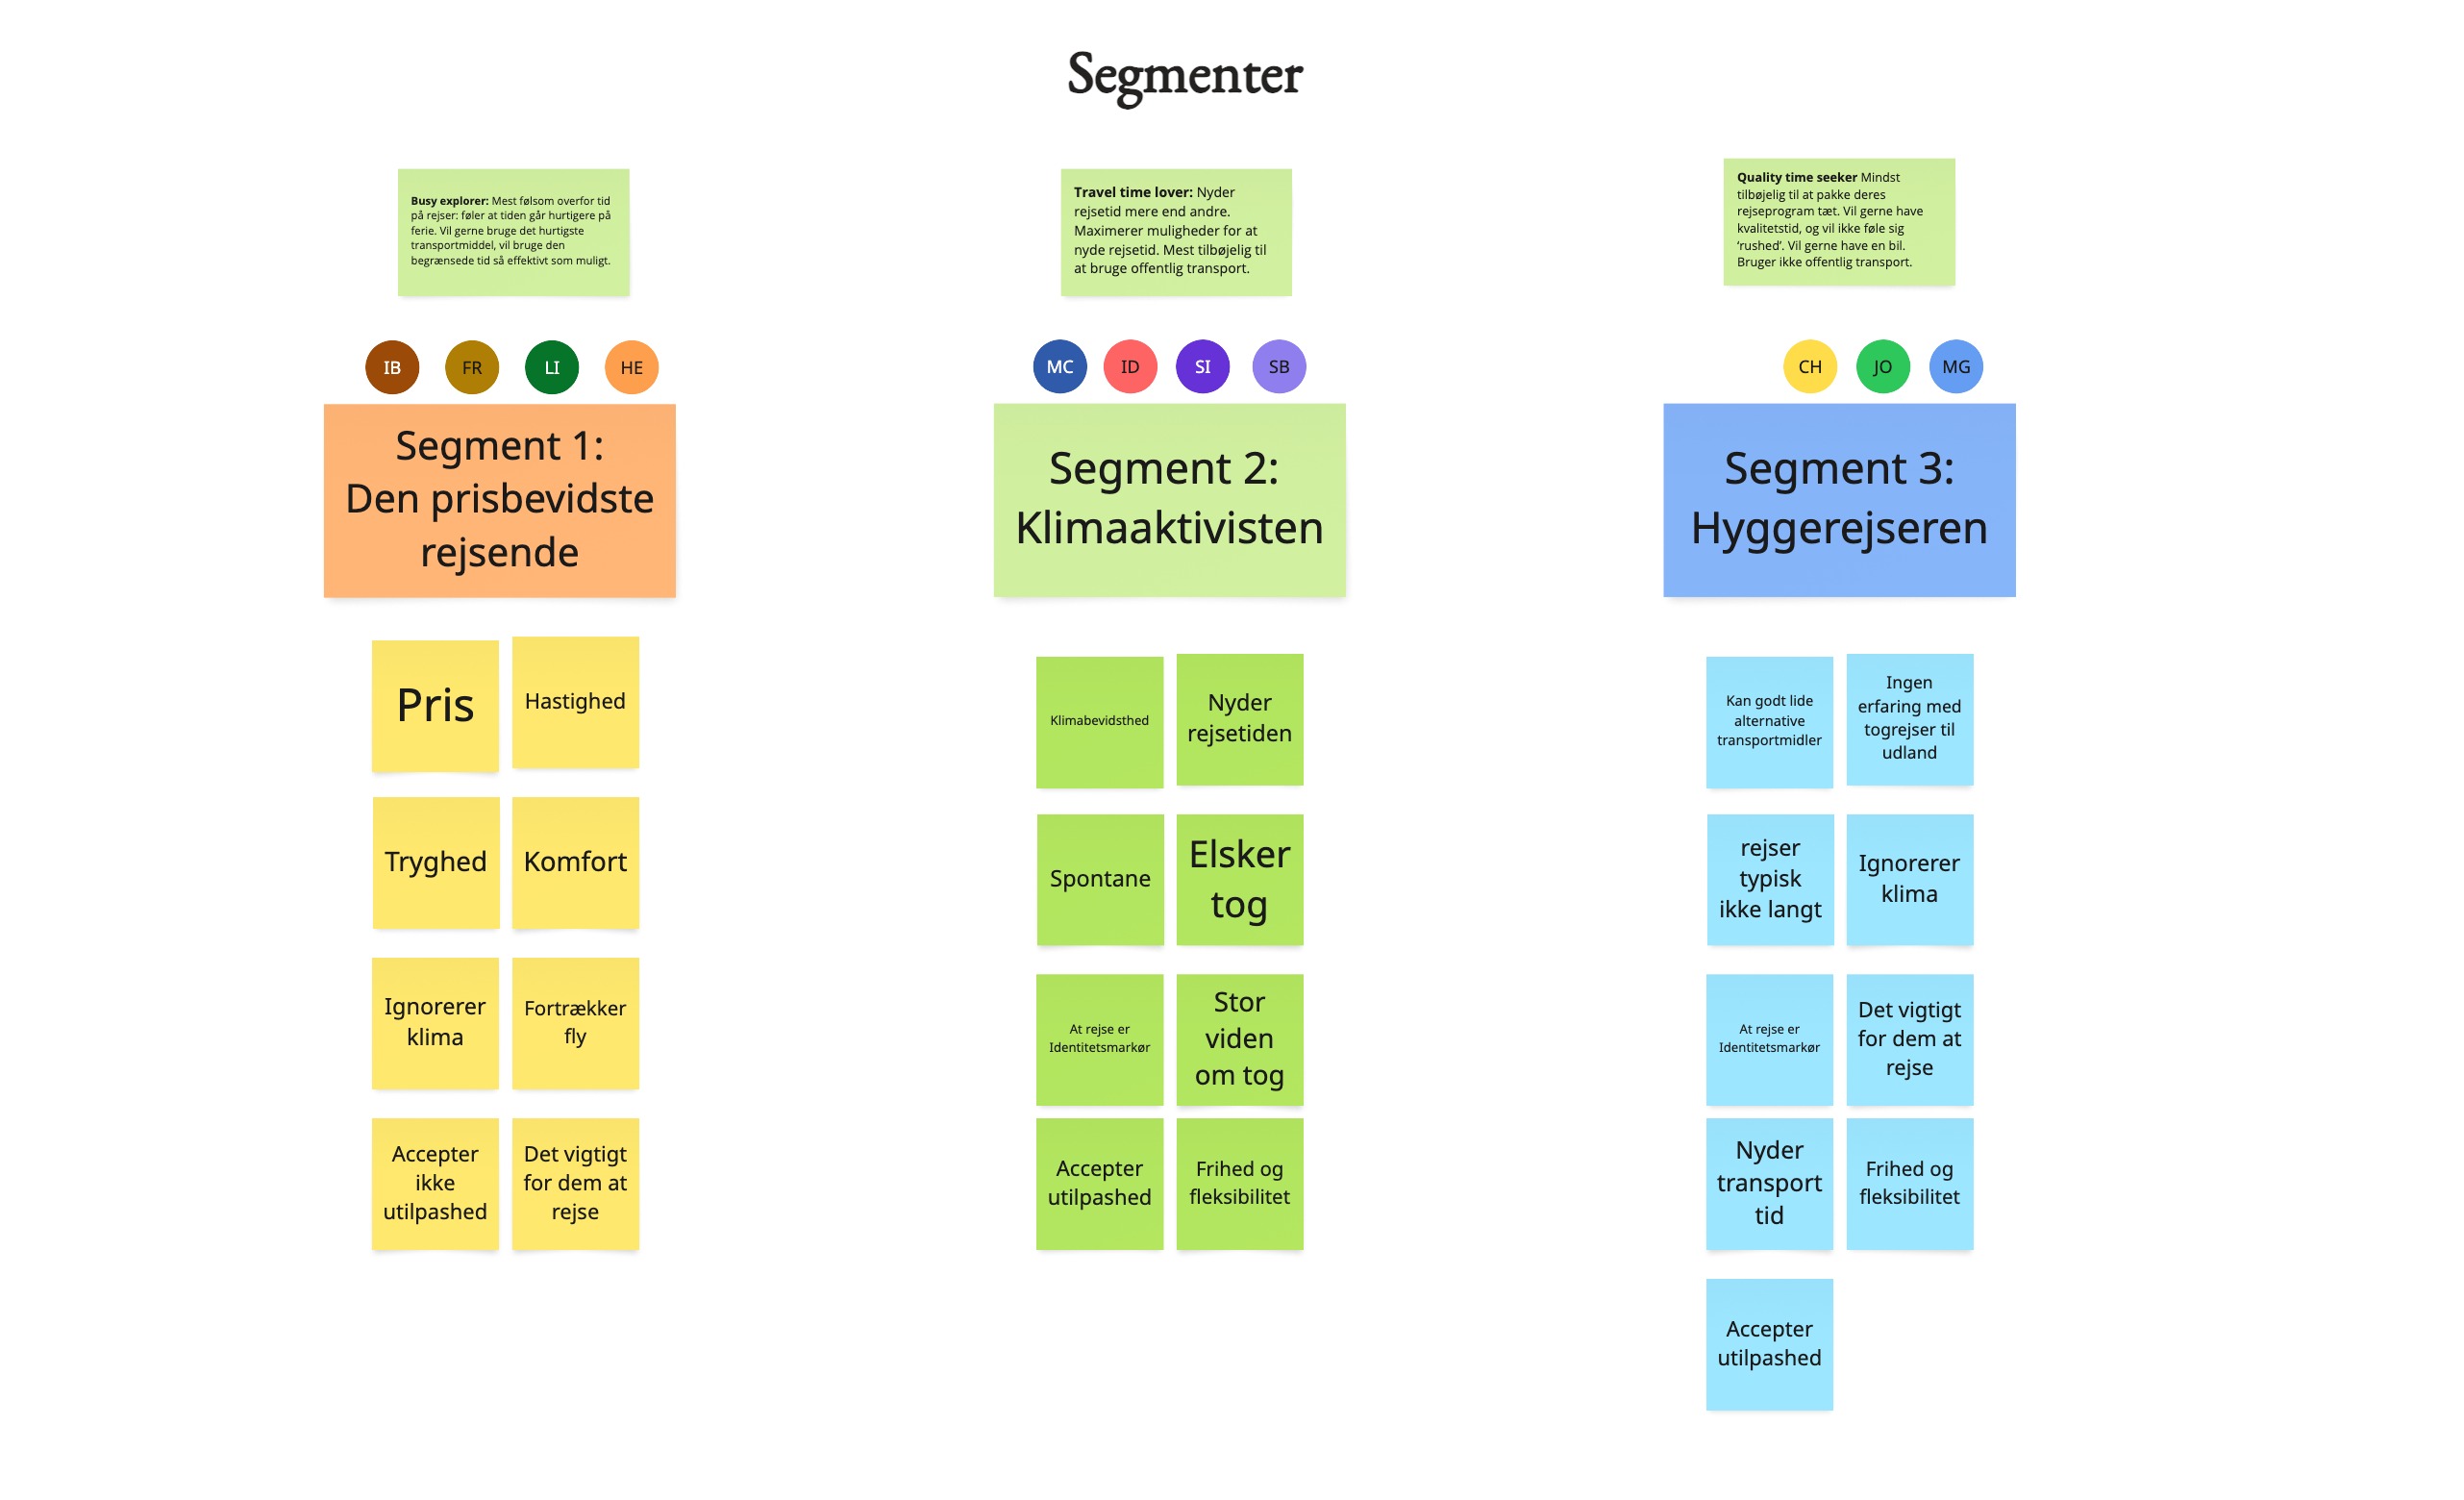 Segmenter
Busy explorer: Mest følsom overfor tid
på rejser: føler at tiden går hurtigere på
ferie. Vil gerne bruge det hurtigste
transportmiddel, vil bruge den
begrænsede tid så effektivt som muligt.
IB
FR
LI
HE
Segment 1:
Den prisbevidste
rejsende
Pris
Hastighed
Tryghed
Komfort
Ignorerer
klima
Fortrækker
fly
Accepter
ikke
utilpashed
Det vigtigt
for dem at
rejse
Travel time lover: Nyder
rejsetid mere end andre.
Maximerer muligheder for at
nyde rejsetid. Mest tilbøjelig til
at bruge offentlig transport.
MC
ID
SI
SB
Segment 2:
Klimaaktivisten
Klimabevidsthed
Nyder
rejsetiden
Spontane
Elsker
tog
At rejse er
Identitetsmarkør
Stor
viden
om tog
Accepter
utilpashed
Frihed og
fleksibilitet
Quality time seeker Mindst
tilbøjelig til at pakke deres
rejseprogram tæt. Vil gerne have
kvalitetstid, og vil ikke føle sig
‘rushed’. Vil gerne have en bil.
Bruger ikke offentlig transport.
CH
JO
MG
Segment 3:
Hyggerejseren
Kan godt lide
alternative
transportmidler
Ingen
erfaring med
togrejser til
udland
rejser
typisk
ikke langt
Ignorerer
klima
At rejse er
Identitetsmarkør
Det vigtigt
for dem at
rejse
Nyder
transport
tid
Frihed og
fleksibilitet
Accepter
utilpashed